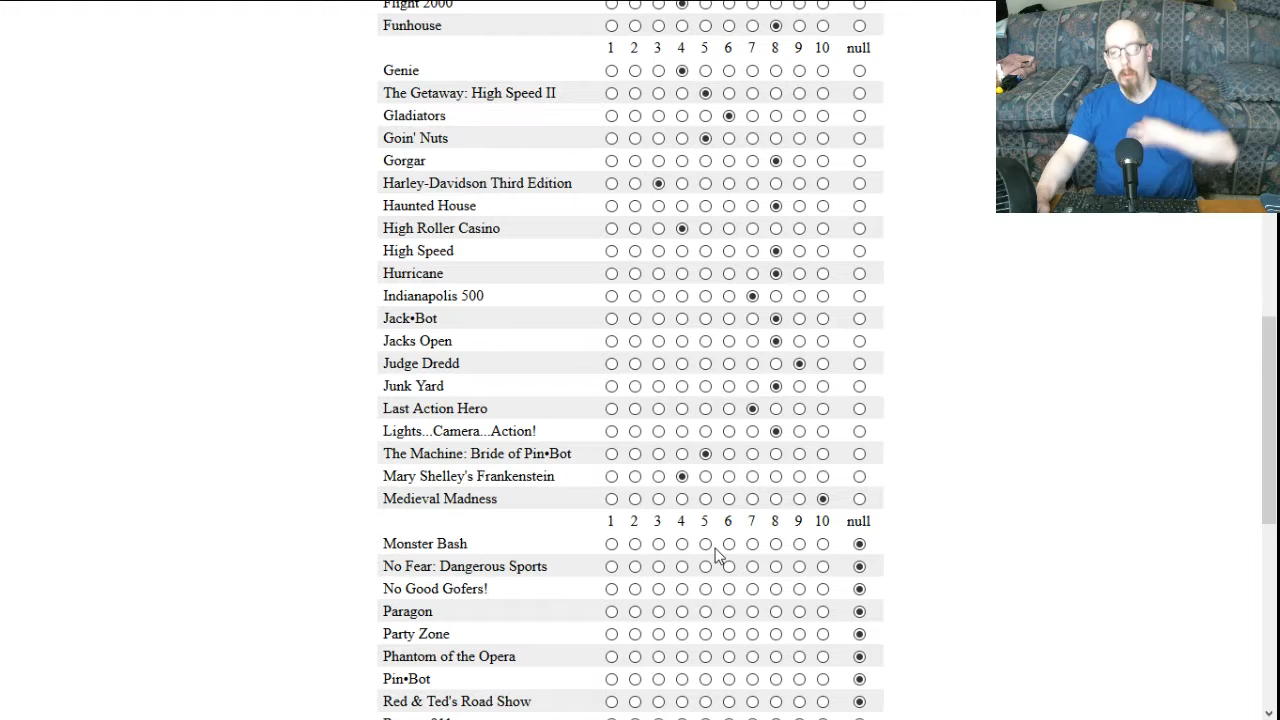 Flight 2000
Funhouse
1 2 3 4 5 6 7 8 9 10 null
Genie
The Getaway: High Speed II
Gladiators
Goin' Nuts
Gorgar
Harley-Davidson Third Edition
Haunted House
High Roller Casino
High Speed
Hurricane
Indianapolis 500
Jack•Bot
Jacks Open
Judge Dredd
Junk Yard
Last Action Hero
Lights...Camera...Action!
The Machine: Bride of Pin•Bot
Mary Shelley's Frankenstein
Medieval Madness
1 2 3 4 5 6 7 8 9 10 null
Monster Bash
No Fear: Dangerous Sports
No Good Gofers!
Paragon
Party Zone
Phantom of the Opera
Pin•Bot
Red & Ted's Road Show